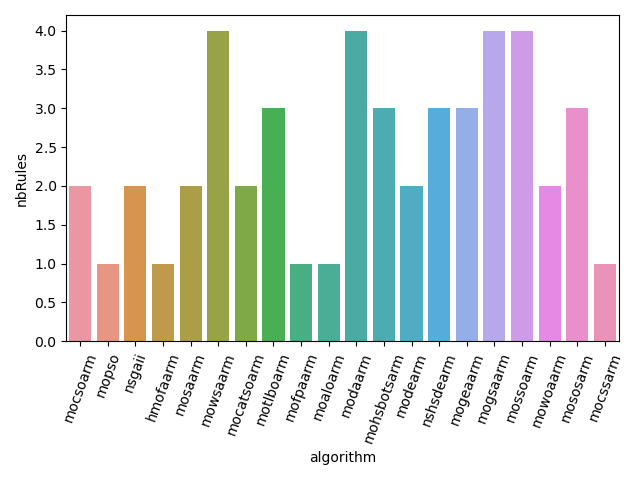 4.0
3.5
3.0
2.5
2.0
1.5
1.0
0.5
0.0
nbRules
mocsoarm
mopso
nsgaii
hmofaarm
mosaarm
mowsaarm
mocatsoarm
motlboarm
mofpaarm
moaloarm
modaarm
mohsbotsarm
modearm
nshsdearm
mogeaarm
mogsaarm
mossoarm
mowoaarm
mososarm
mocssarm
algorithm